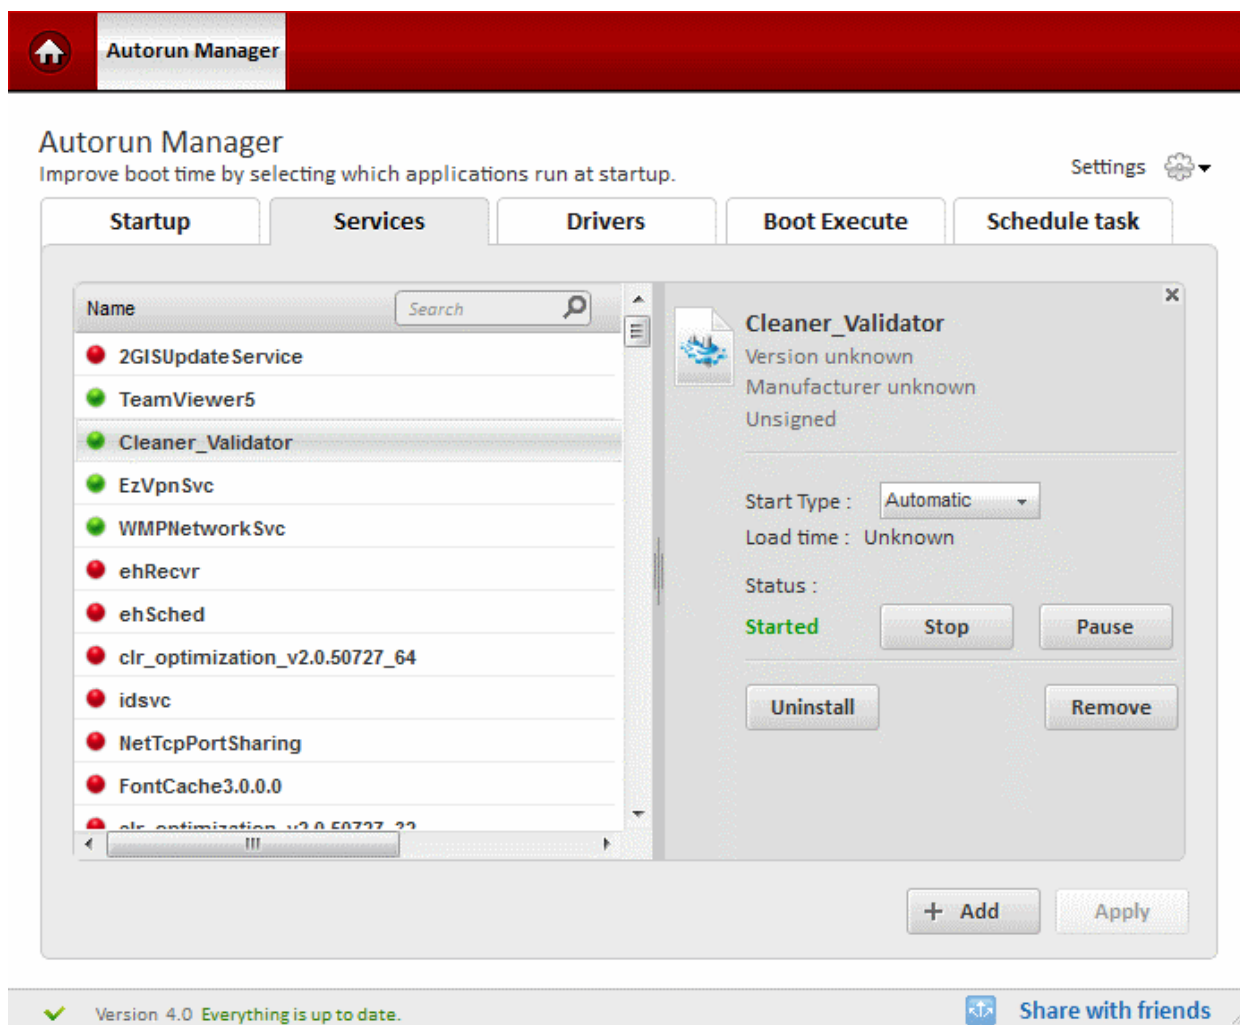 Autorun Manager
Autorun Manager
Improve boot time by selecting which applications run at startup.
Settings
Startup Services Drivers Boot Execute Schedule task
Name Search
2GISUpdateService
TeamViewer5
Cleaner_Validator
EzVpnSvc
WMPNetworkSvc
ehRecvr
ehSched
clr_optimization_v2.0.50727_64
idsvc
NetTcpPortSharing
FontCache3.0.0.0
clr_optimization_v2.0.50727_32
Cleaner_Validator
Version unknown
Manufacturer unknown
Unsigned
Start Type : Automatic
Load time : Unknown
Status :
Started Stop Pause
Uninstall Remove
+ Add Apply
Version 4.0 Everything is up to date.
Share with friends